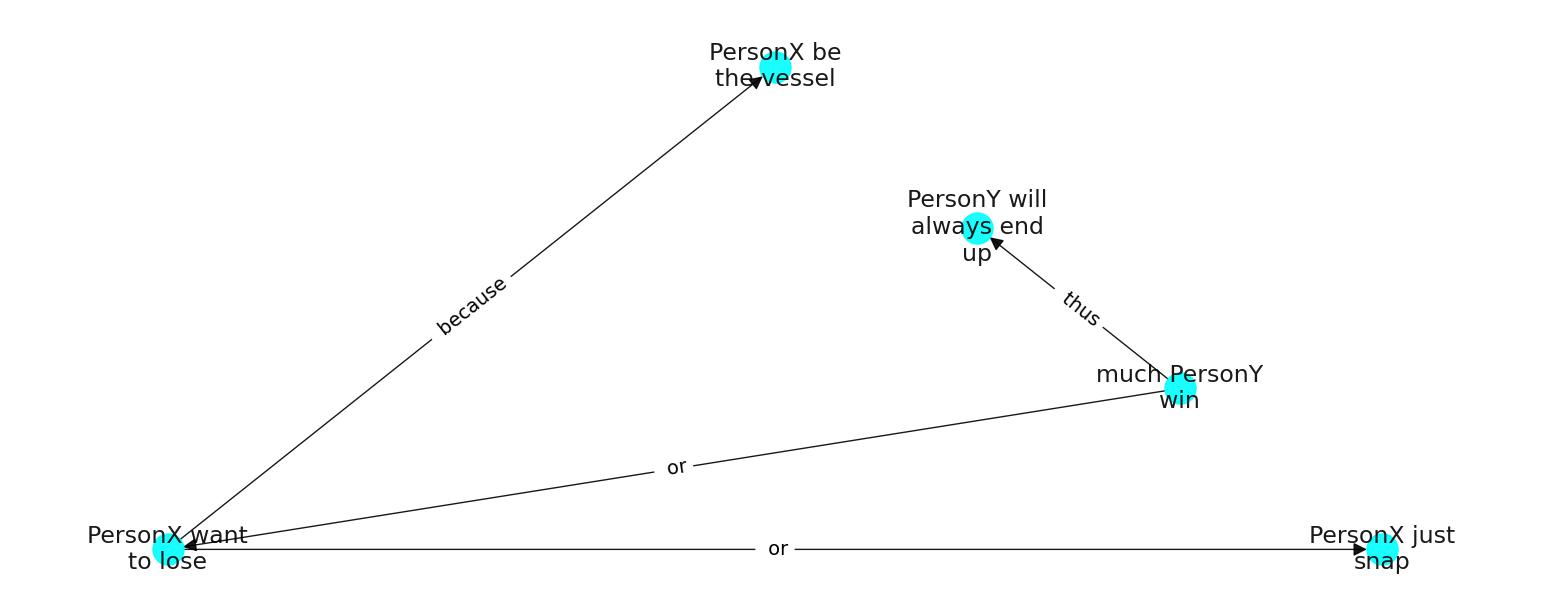 PersonX be
the vessel
PersonY will
always end
up
because
thus
much PersonY
win
or
PersonX want
to lose
or
PersonX just
snap